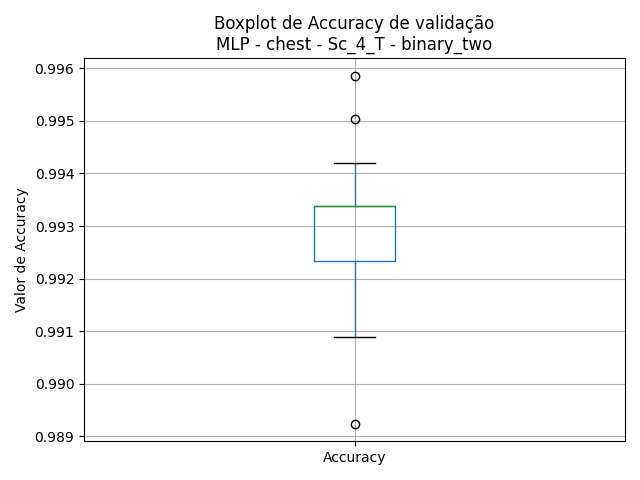 Boxplot de Accuracy de validação
MLP - chest - Sc_4_T - binary_two
0.996
0.995
0.994
0.993
0.992
0.991
0.990
0.989
Valor de Accuracy
Accuracy